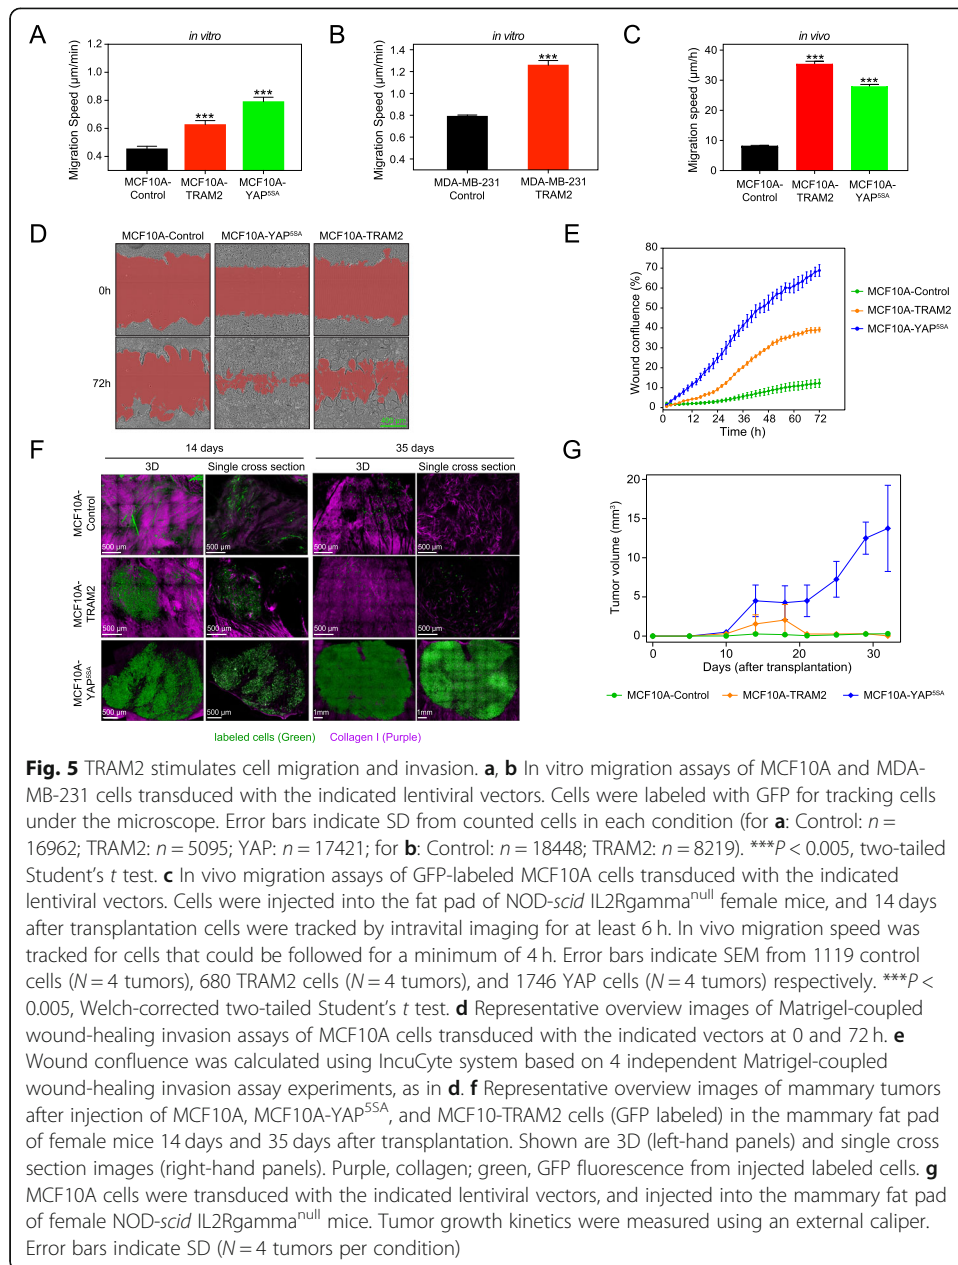 A
in vitro
Migration Speed (µm/min)
1.2
1.0
0.8
0.6
0.4
***
***
MCF10A-
Control
MCF10A-
TRAM2
MCF10A-
YAP5SA
B
in vitro
Migration Speed (µm/min)
1.4
1.2
1.0
0.8
0.6
0.4
***
MDA-MB-231
Control
MDA-MB-231
TRAM2
C
in vivo
Migration speed (µm/h)
40
30
20
10
0
***
***
MCF10A-
Control
MCF10A-
TRAM2
MCF10A-
YAP5SA
D
MCF10A-Control
MCF10A-YAP5SA
MCF10A-TRAM2
0h
72h
E
Wound confluence (%)
80
70
60
50
40
30
20
10
0
0
12
24
36
48
60
72
Time (h)
MCF10A-Control
MCF10A-TRAM2
MCF10A-YAP5SA
F
14 days
35 days
3D
Single cross section
3D
Single cross section
MCF10A-
Control
500 µm
500 µm
500 µm
500 µm
MCF10A-
TRAM2
500 µm
500 µm
500 µm
500 µm
MCF10A-
YAP5SA
500 µm
500 µm
1mm
1mm
labeled cells (Green)
Collagen I (Purple)
G
Tumor volume (mm3)
20
15
10
5
0
0
10
20
30
Days (after transplantation)
MCF10A-Control
MCF10A-TRAM2
MCF10A-YAP5SA
Fig. 5 TRAM2 stimulates cell migration and invasion. a, b In vitro migration assays of MCF10A and MDA-
MB-231 cells transduced with the indicated lentiviral vectors. Cells were labeled with GFP for tracking cells
under the microscope. Error bars indicate SD from counted cells in each condition (for a: Control: n =
16962; TRAM2: n = 5095; YAP: n = 17421; for b: Control: n = 18448; TRAM2: n = 8219). ***P < 0.005, two-tailed
Student's t test. c In vivo migration assays of GFP-labeled MCF10A cells transduced with the indicated
lentiviral vectors. Cells were injected into the fat pad of NOD-scid IL2Rgammanull female mice, and 14 days
after transplantation cells were tracked by intravital imaging for at least 6 h. In vivo migration speed was
tracked for cells that could be followed for a minimum of 4 h. Error bars indicate SEM from 1119 control
cells (N = 4 tumors), 680 TRAM2 cells (N = 4 tumors), and 1746 YAP cells (N = 4 tumors) respectively. ***P <
0.005, Welch-corrected two-tailed Student's t test. d Representative overview images of Matrigel-coupled
wound-healing invasion assays of MCF10A cells transduced with the indicated vectors at 0 and 72 h. e
Wound confluence was calculated using IncuCyte system based on 4 independent Matrigel-coupled
wound-healing invasion assay experiments, as in d. f Representative overview images of mammary tumors
after injection of MCF10A, MCF10A-YAP5SA, and MCF10-TRAM2 cells (GFP labeled) in the mammary fat pad
of female mice 14 days and 35 days after transplantation. Shown are 3D (left-hand panels) and single cross
section images (right-hand panels). Purple, collagen; green, GFP fluorescence from injected labeled cells. g
MCF10A cells were transduced with the indicated lentiviral vectors, and injected into the mammary fat pad
of female NOD-scid IL2Rgammanull mice. Tumor growth kinetics were measured using an external caliper.
Error bars indicate SD (N = 4 tumors per condition)